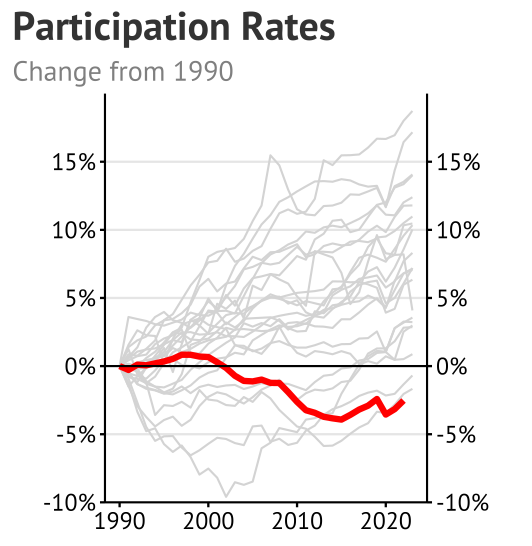 Participation Rates
Change from 1990
15% 15%
10% 10%
5% 5%
0% 0%
-5% -5%
-10% -10%
1990 2000 2010 2020